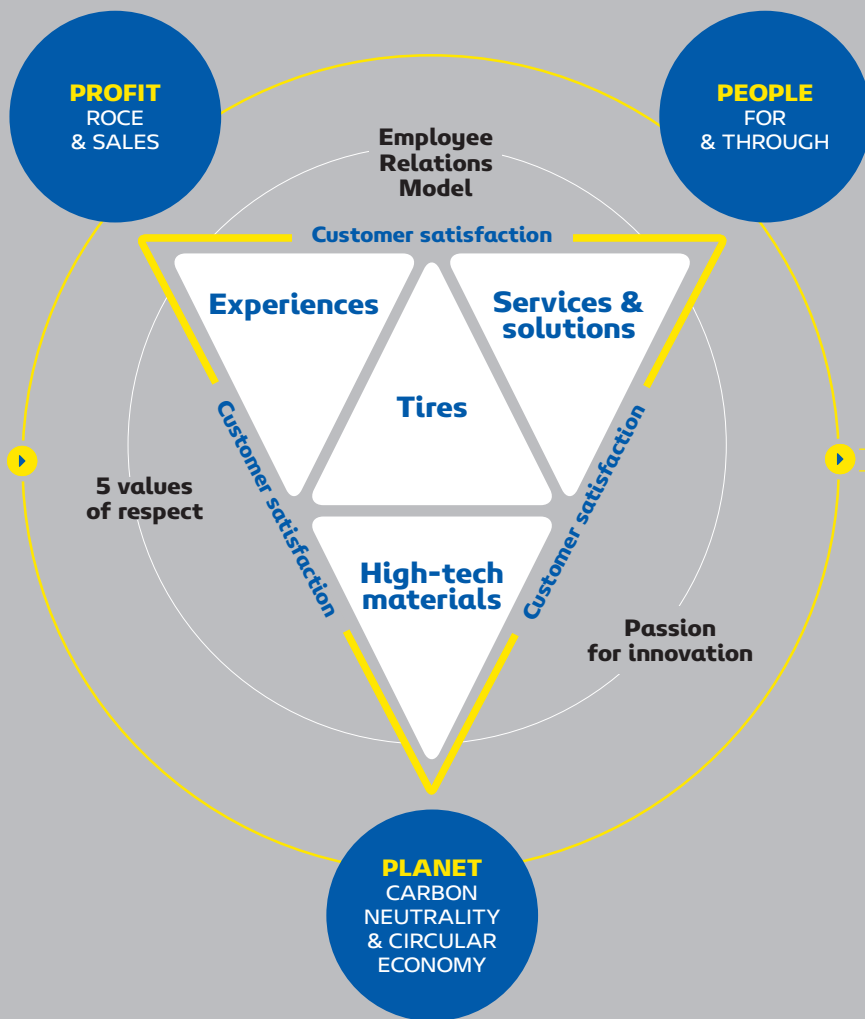 PROFIT
ROCE
& SALES
PEOPLE
FOR
& THROUGH
Employee
Relations
Model
Customer satisfaction
Experiences
Services &
solutions
Tires
Customer satisfaction
Customer satisfaction
5 values
of respect
High-tech
materials
Passion
for innovation
PLANET
CARBON
NEUTRALITY
& CIRCULAR
ECONOMY